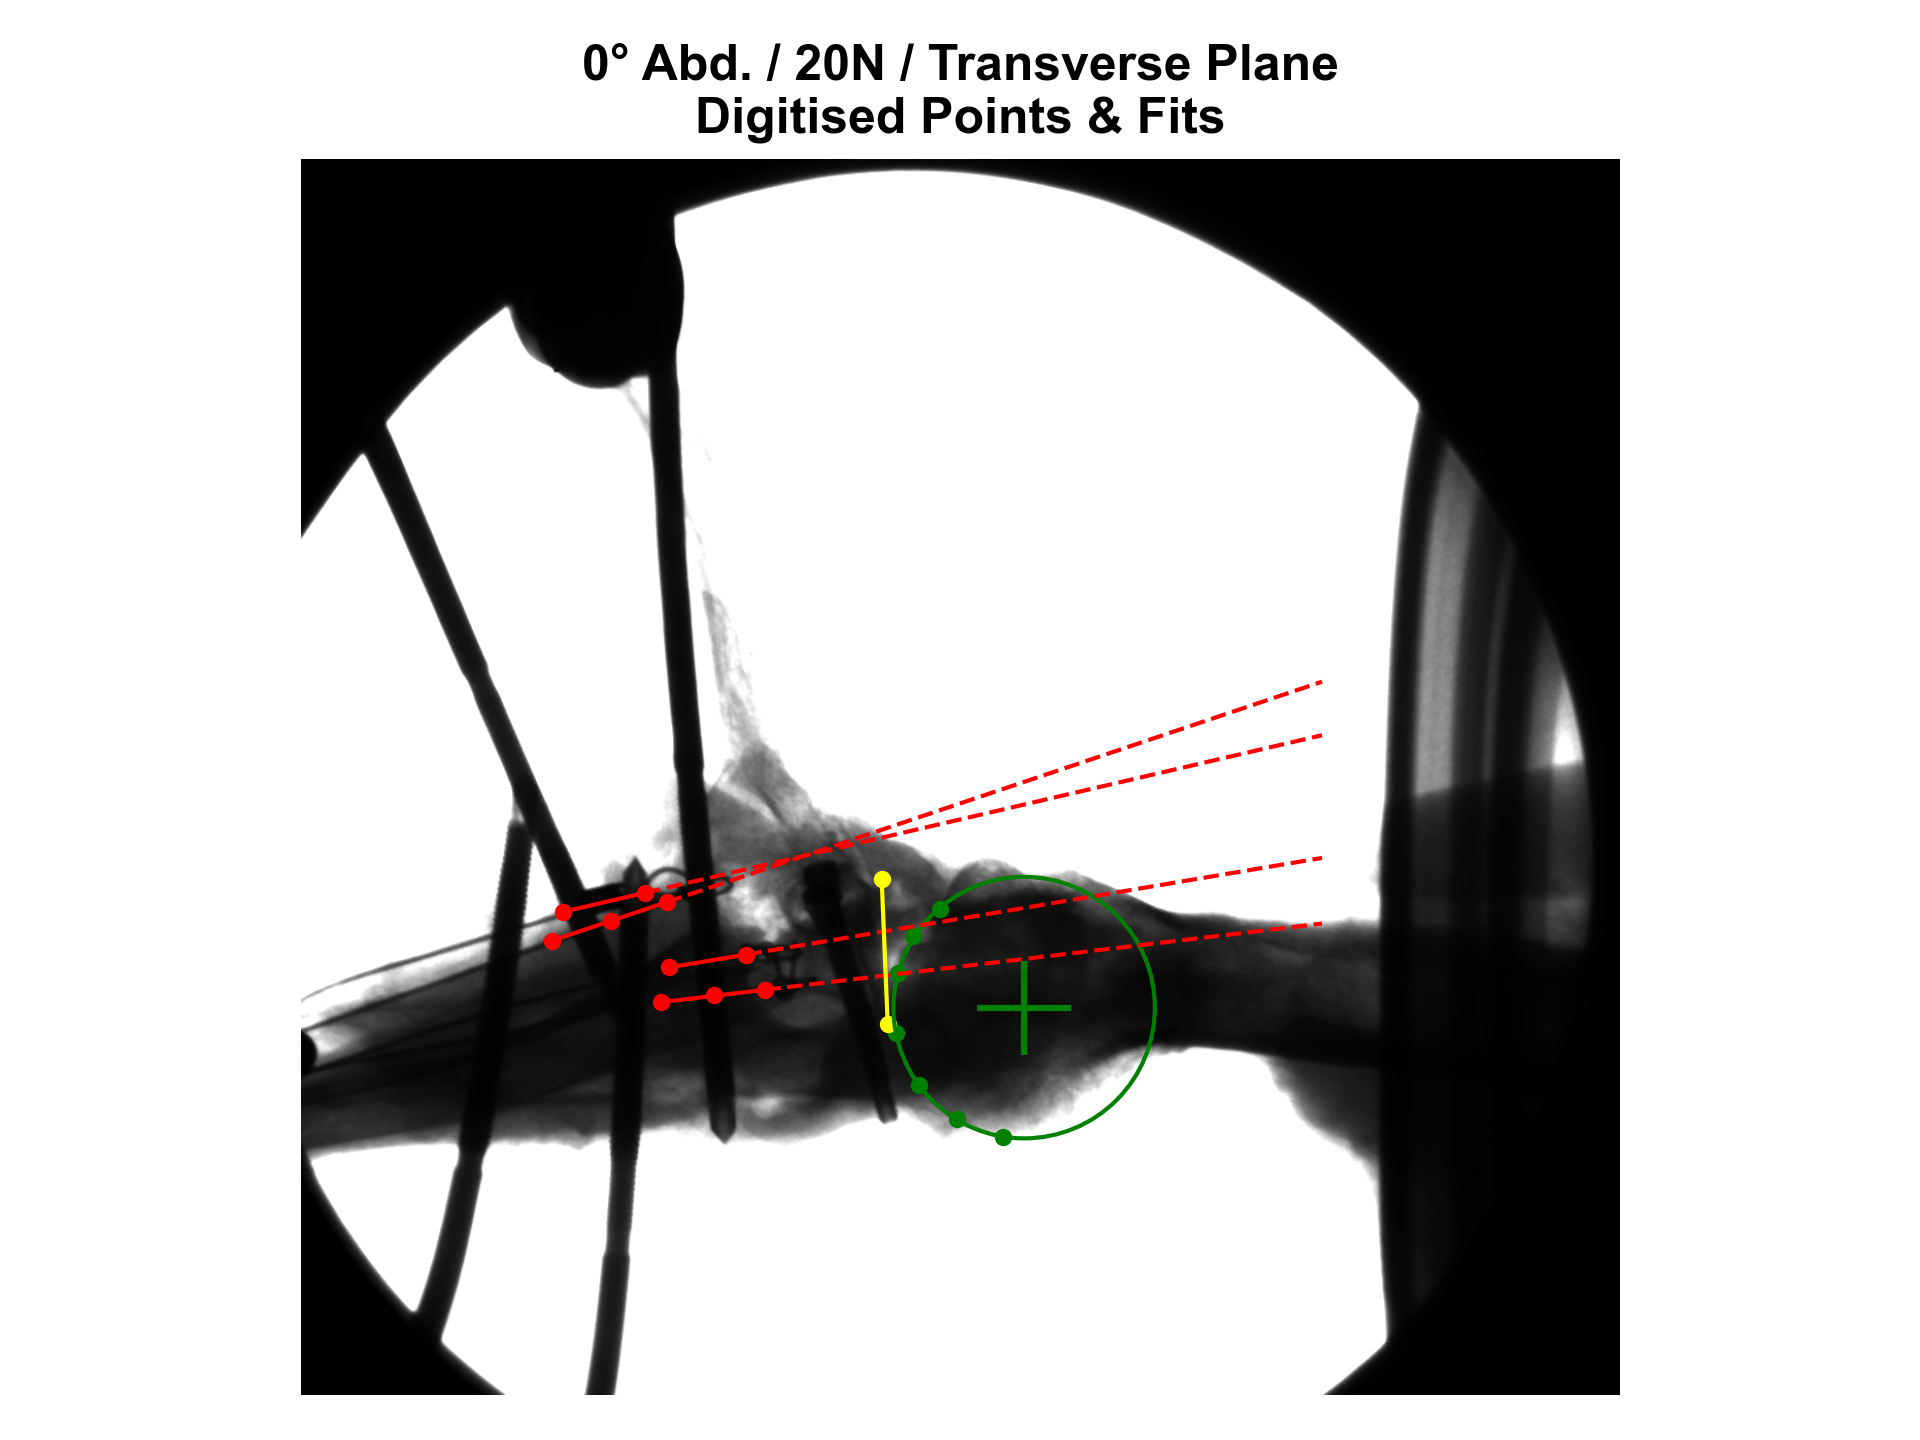 0° Abd. / 20N / Transverse Plane
Digitised Points & Fits